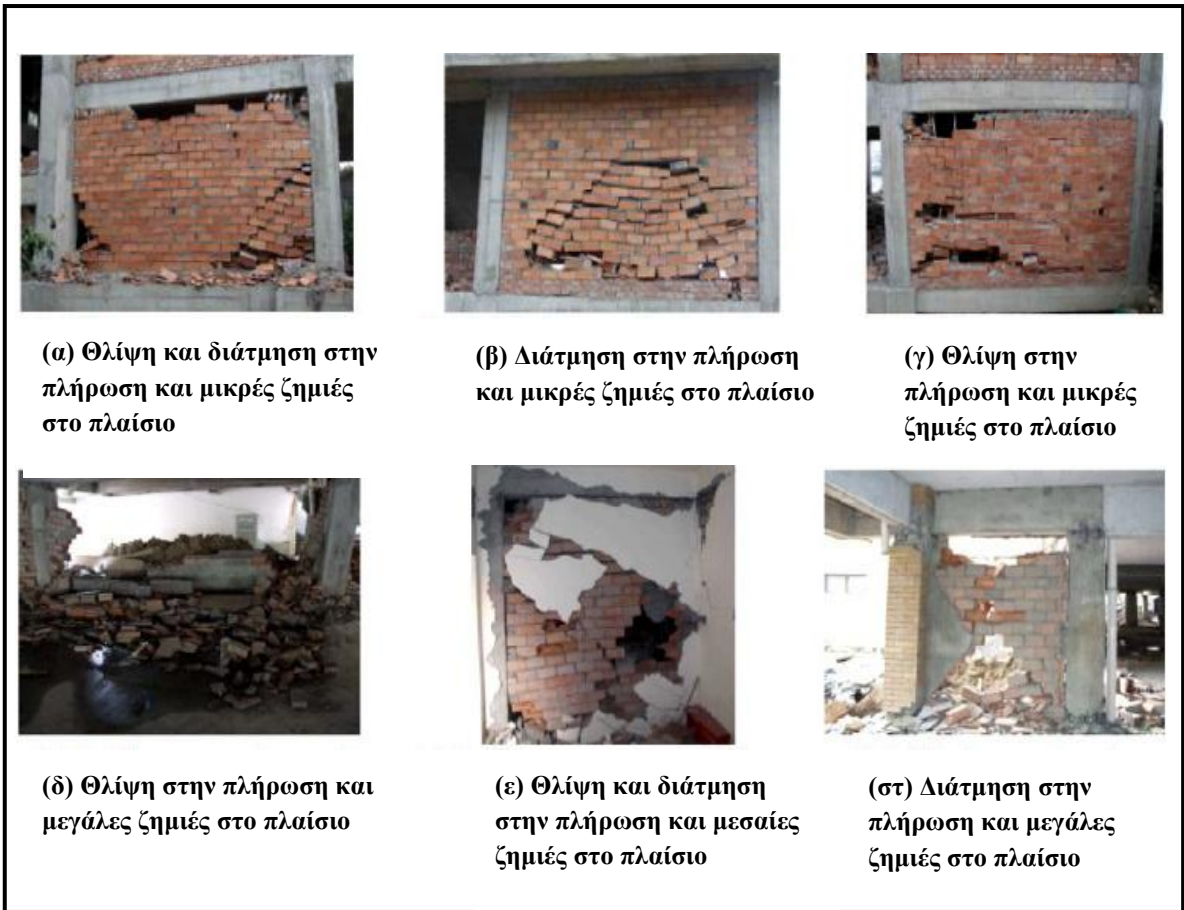 (α) Θλίψη και διάτμηση στην
πλήρωση και μικρές ζημιές
στο πλαίσιο
(β) Διάτμηση στην πλήρωση
και μικρές ζημιές στο πλαίσιο
(γ) Θλίψη στην
πλήρωση και μικρές
ζημιές στο πλαίσιο
(δ) Θλίψη στην πλήρωση και
μεγάλες ζημιές στο πλαίσιο
(ε) Θλίψη και διάτμηση
στην πλήρωση και μεσαίες
ζημιές στο πλαίσιο
(στ) Διάτμηση στην
πλήρωση και μεγάλες
ζημιές στο πλαίσιο